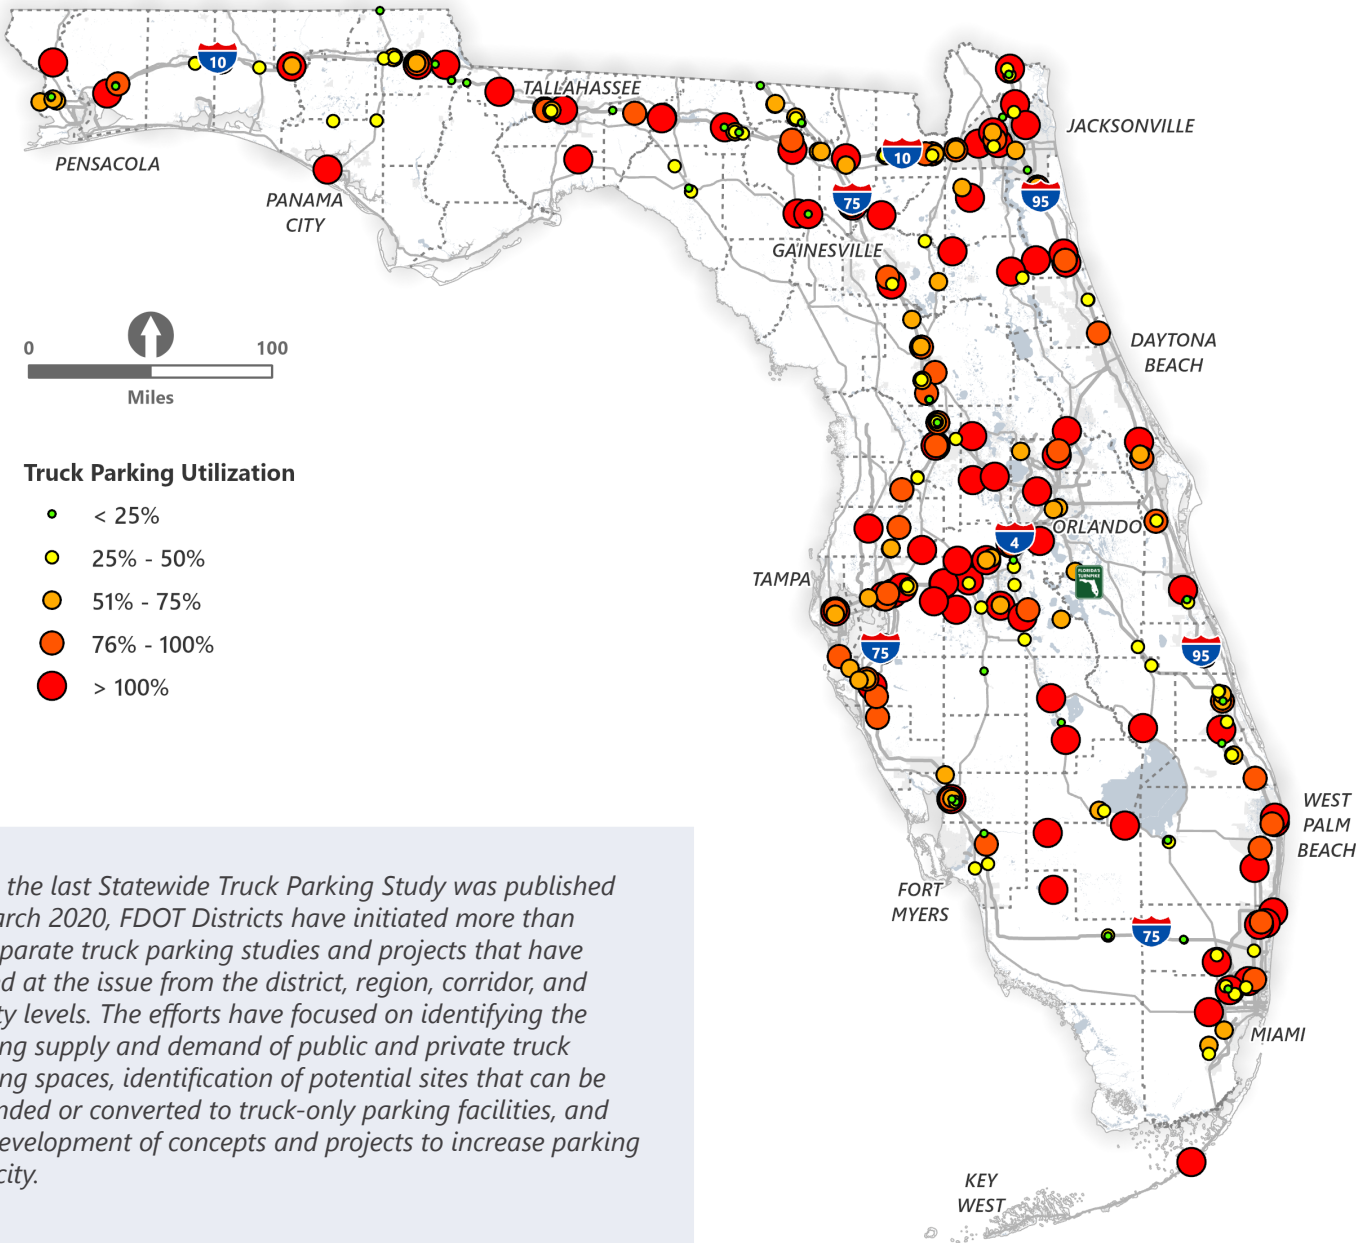 10
TALLAHASSEE
JACKSONVILLE
PENSACOLA
10
PANAMA
CITY
75
95
GAINESVILLE
0
100
Miles
DAYTONA
BEACH
Truck Parking Utilization
< 25%
25% - 50%
51% - 75%
76% - 100%
> 100%
ORLANDO
4
TAMPA
FLORIDA'S
TURNPIKE
75
95
WEST
PALM
BEACH
FORT
MYERS
75
MIAMI
KEY
WEST
the last Statewide Truck Parking Study was published
arch 2020, FDOT Districts have initiated more than
parate truck parking studies and projects that have
ed at the issue from the district, region, corridor, and
ty levels. The efforts have focused on identifying the
ng supply and demand of public and private truck
ng spaces, identification of potential sites that can be
nded or converted to truck-only parking facilities, and
evelopment of concepts and projects to increase parking
city.